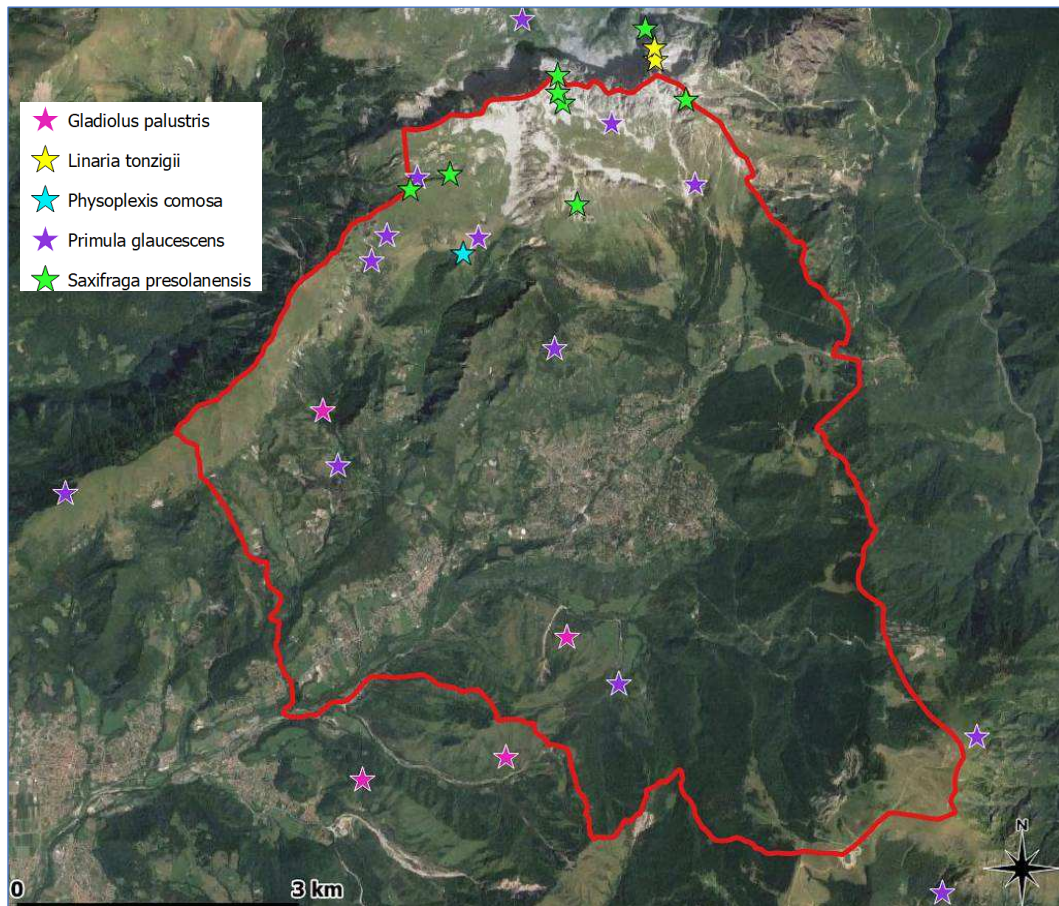 Gladiolus palustris
Linaria tonzigii
Physoplexis comosa
Primula glaucescens
Saxifraga presolanensis
N
0 3 km